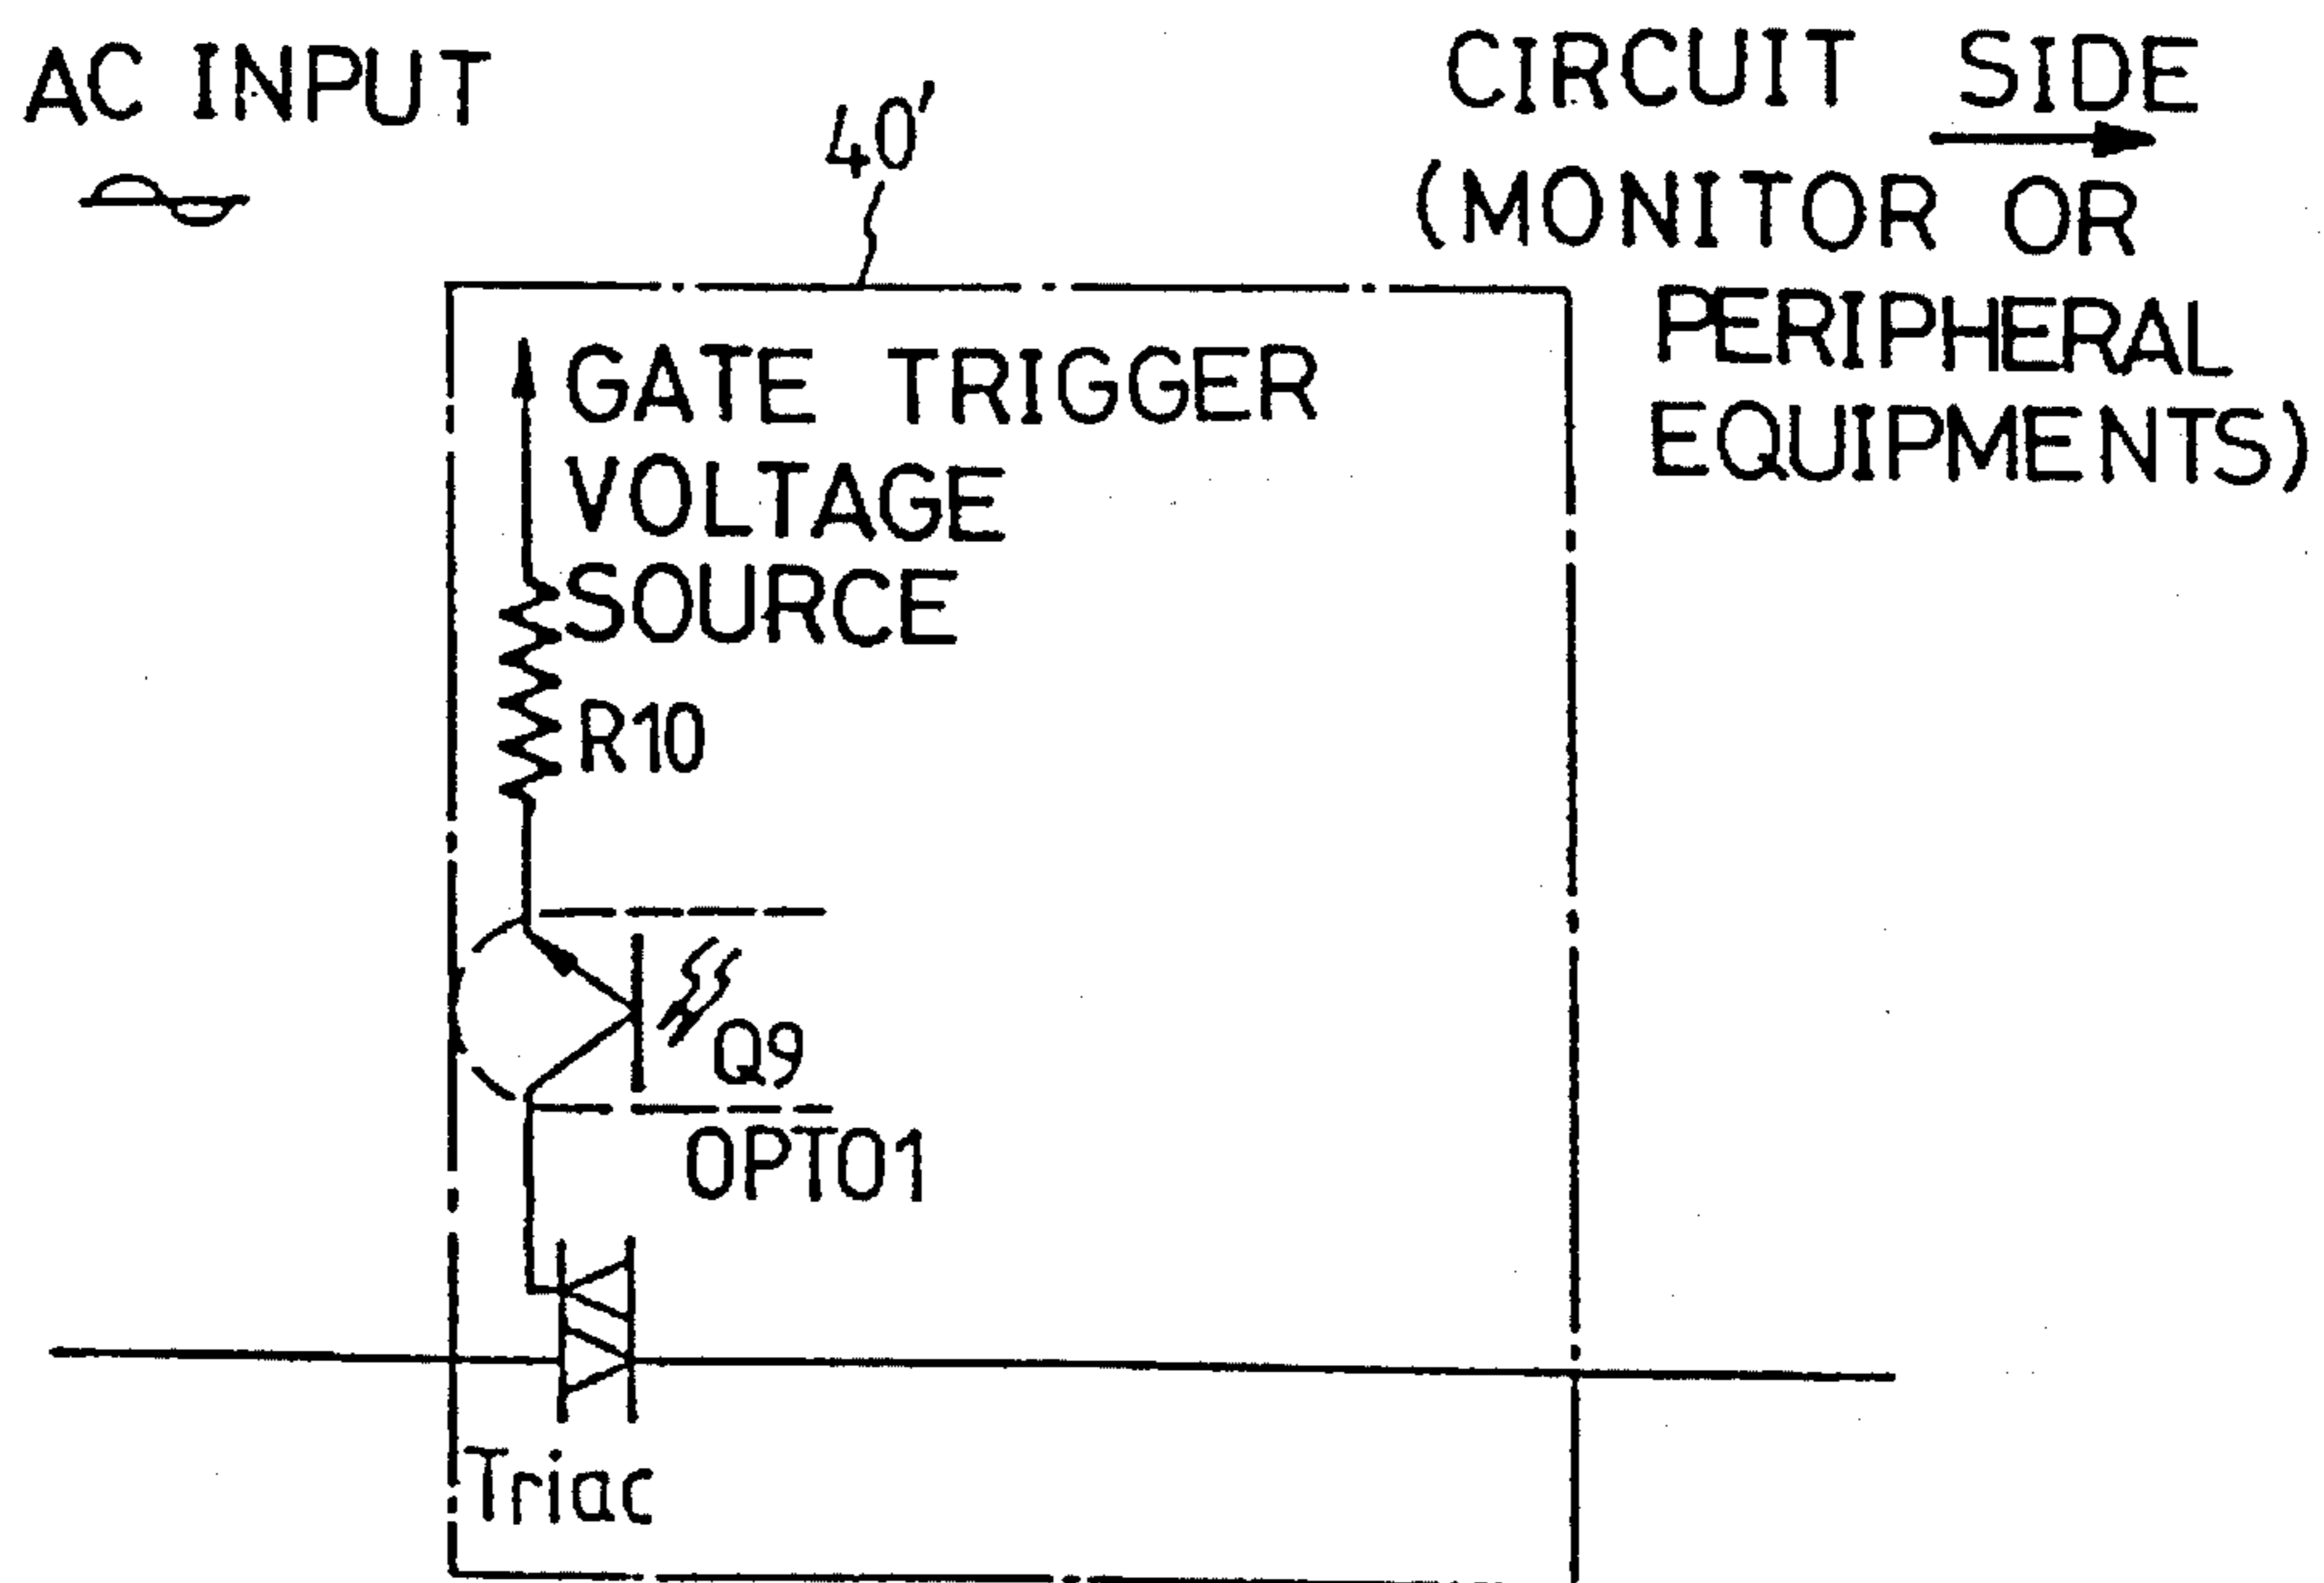 AC INPUT
40'
CIRCUIT SIDE
(MONITOR OR
PERIPHERAL
EQUIPMENTS)
GATE TRIGGER
VOLTAGE
SOURCE
R10
Q9
OPTO1
Triac